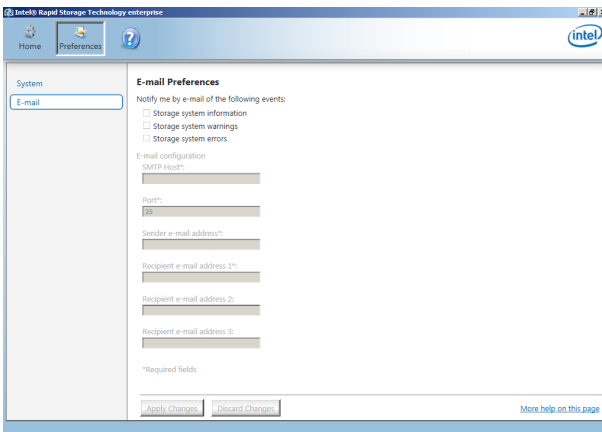 Intel® Rapid Storage Technology enterprise
Home
Preferences
?
intel
System
E-mail
E-mail Preferences
Notify me by e-mail of the following events:
Storage system information
Storage system warnings
Storage system errors
E-mail configuration
SMTP Host*:
Port*:
25
Sender e-mail address*:
Recipient e-mail address 1*:
Recipient e-mail address 2:
Recipient e-mail address 3:
*Required fields
Apply Changes
Discard Changes
More help on this page